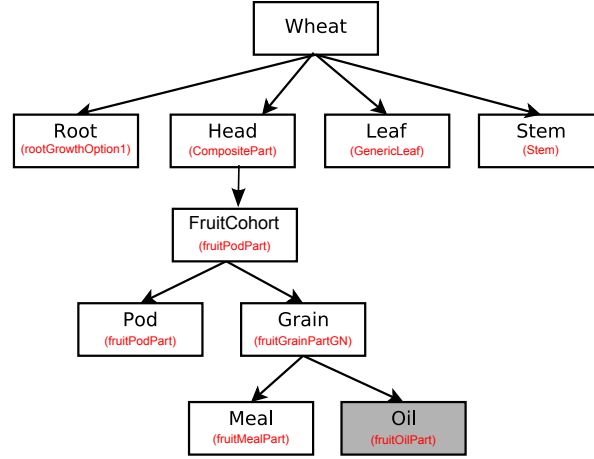 Wheat
Root
(rootGrowthOption1)
Head
(CompositePart)
Leaf
(GenericLeaf)
Stem
(Stem)
FruitCohort
(fruitPodPart)
Pod
(fruitPodPart)
Grain
(fruitGrainPartGN)
Meal
(fruitMealPart)
Oil
(fruitOilPart)